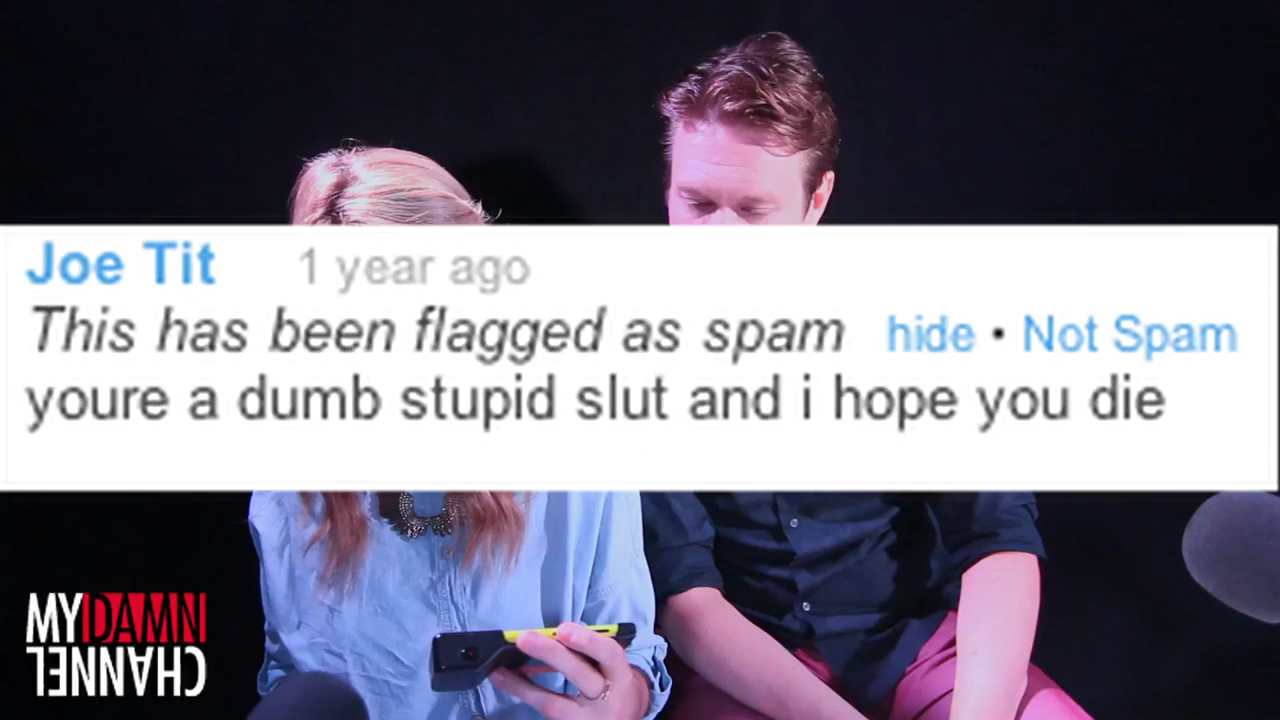 Joe Tit 1 year ago
This has been flagged as spam hide • Not Spam
youre a dumb stupid slut and i hope you die
MYDAMN
CHANNEL